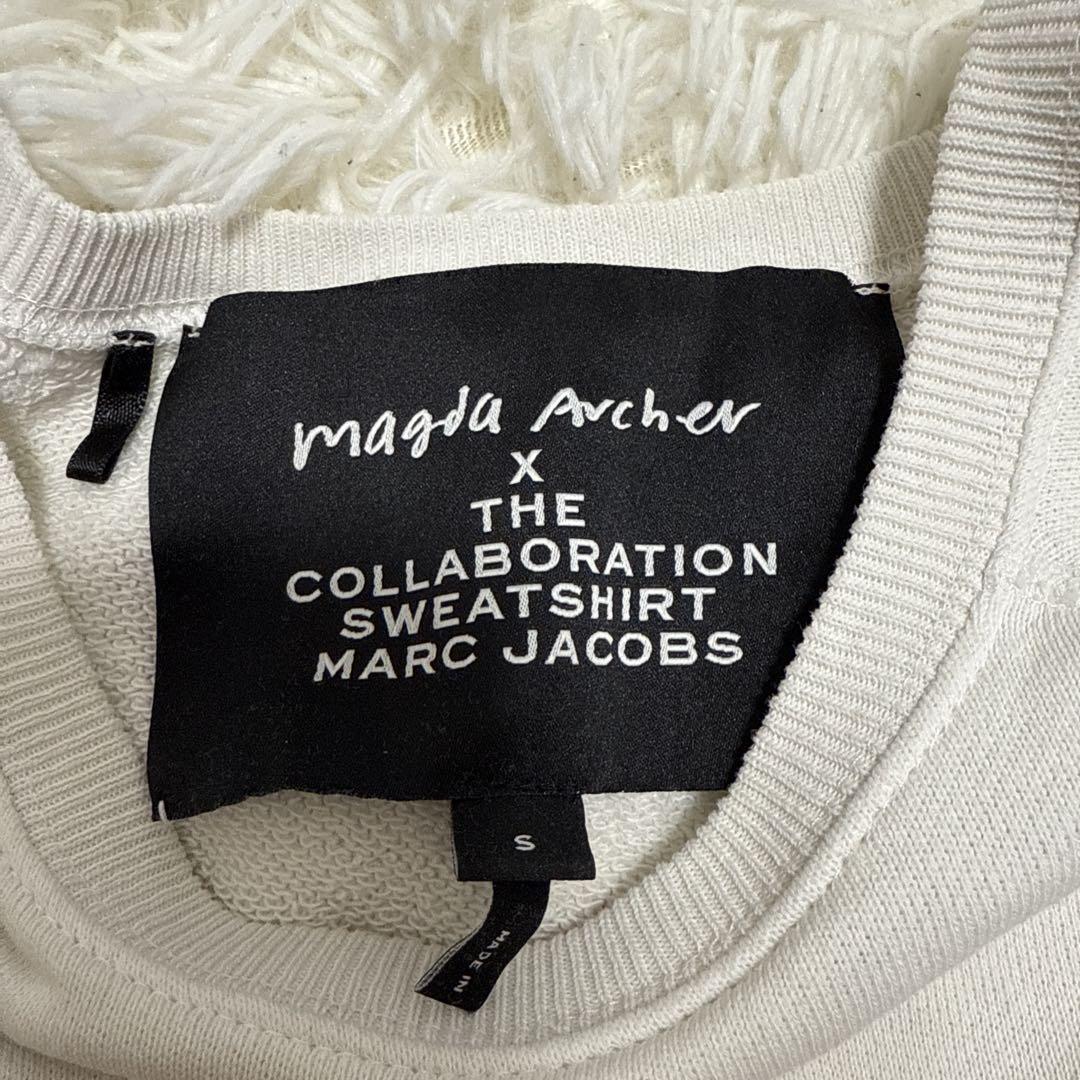 magda Archer
X
THE
COLLABORATION
SWEATSHIRT
MARC JACOBS
S
MADE IN